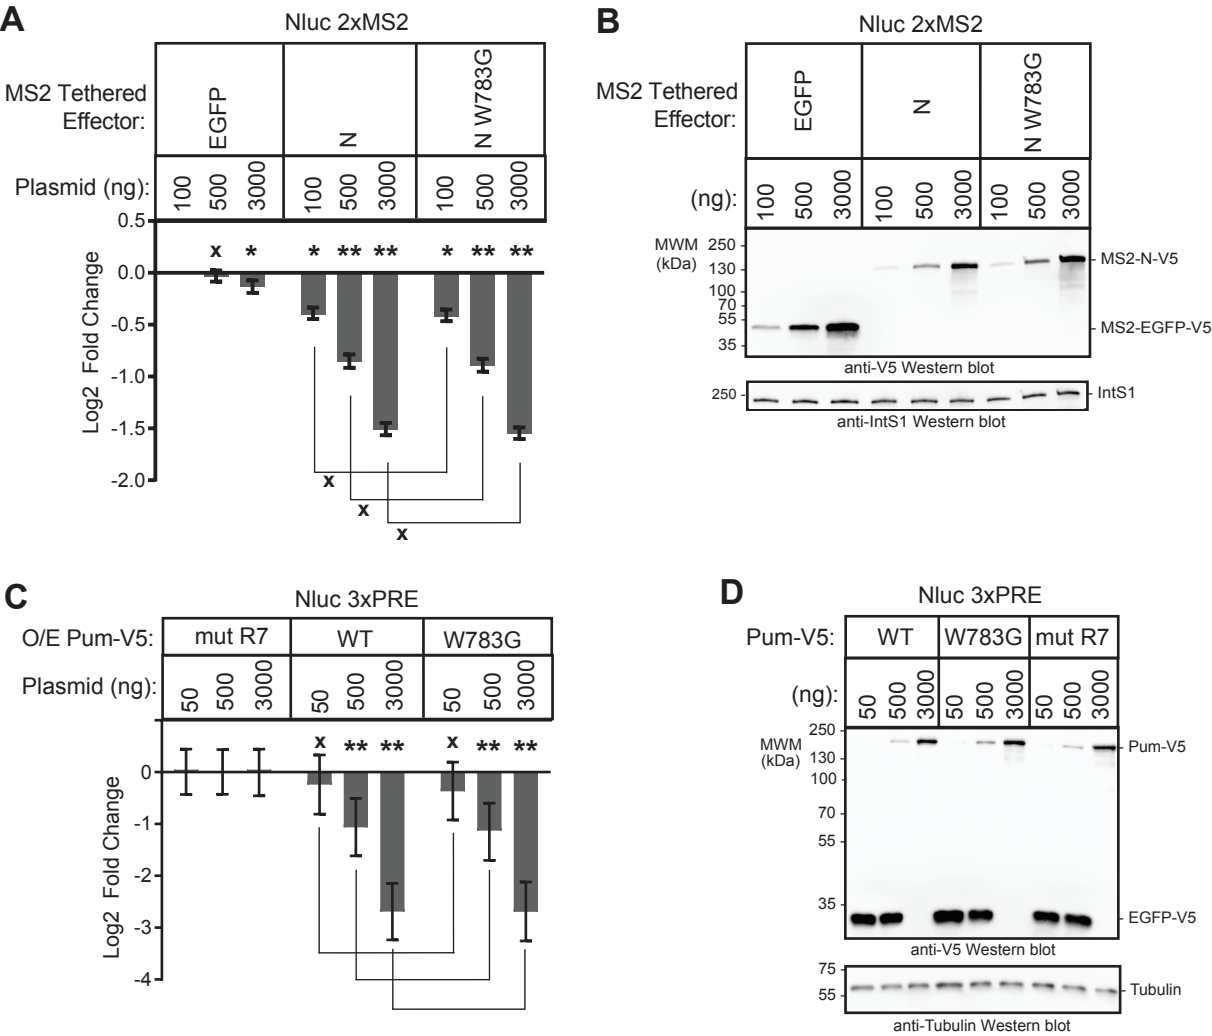 A
Nluc 2xMS2
MS2 Tethered
Effector:
EGFP
N
N W783G
Plasmid (ng):
100
500
3000
100
500
3000
100
500
3000
0.5
0.0
-0.5
-1.0
-1.5
-2.0
Log2 Fold Change
x
*
*
**
**
*
**
**
x
x
x
B
Nluc 2xMS2
MS2 Tethered
Effector:
EGFP
N
N W783G
(ng):
100
500
3000
100
500
3000
100
500
3000
MWM
(kDa)
250
130
100
70
55
35
MS2-N-V5
MS2-EGFP-V5
anti-V5 Western blot
250
IntS1
anti-IntS1 Western blot
C
Nluc 3xPRE
O/E Pum-V5:
mut R7
WT
W783G
Plasmid (ng):
50
500
3000
50
500
3000
50
500
3000
0
-1
-2
-3
-4
Log2 Fold Change
x
**
**
x
**
**
D
Nluc 3xPRE
Pum-V5:
WT
W783G
mut R7
(ng):
50
500
3000
50
500
3000
50
500
3000
MWM
(kDa)
250
130
100
70
55
35
Pum-V5
EGFP-V5
anti-V5 Western blot
75
55
Tubulin
anti-Tubulin Western blot